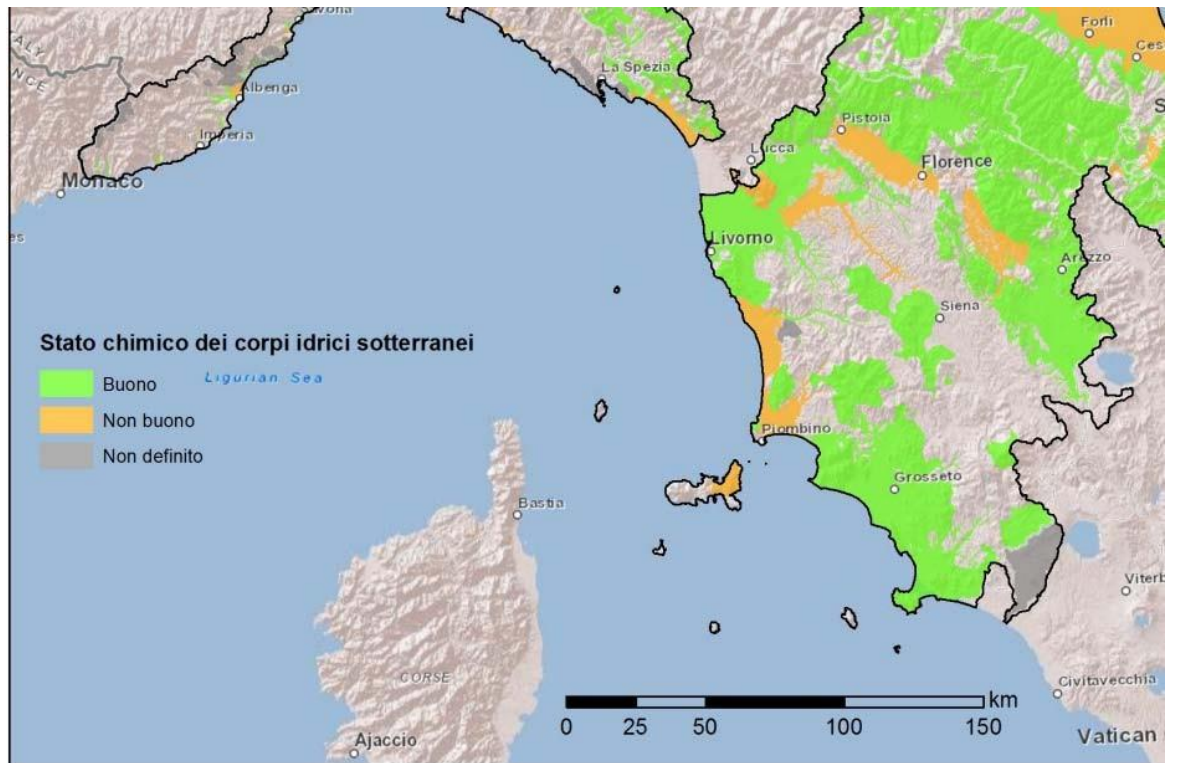 Forlì
Ces
La Spezia
Albenga
Imperia
Monaco
Pistoia
Lucca
Florence
Livorno
Arezzo
Siena
Stato chimico dei corpi idrici sotterranei
Buono
Ligurian Sea
Non buono
Non definito
Piombino
Grosseto
Bastia
Viterb
CORSE
Civitavecchia
km
0 25 50 100 150
Ajaccio
Vatican